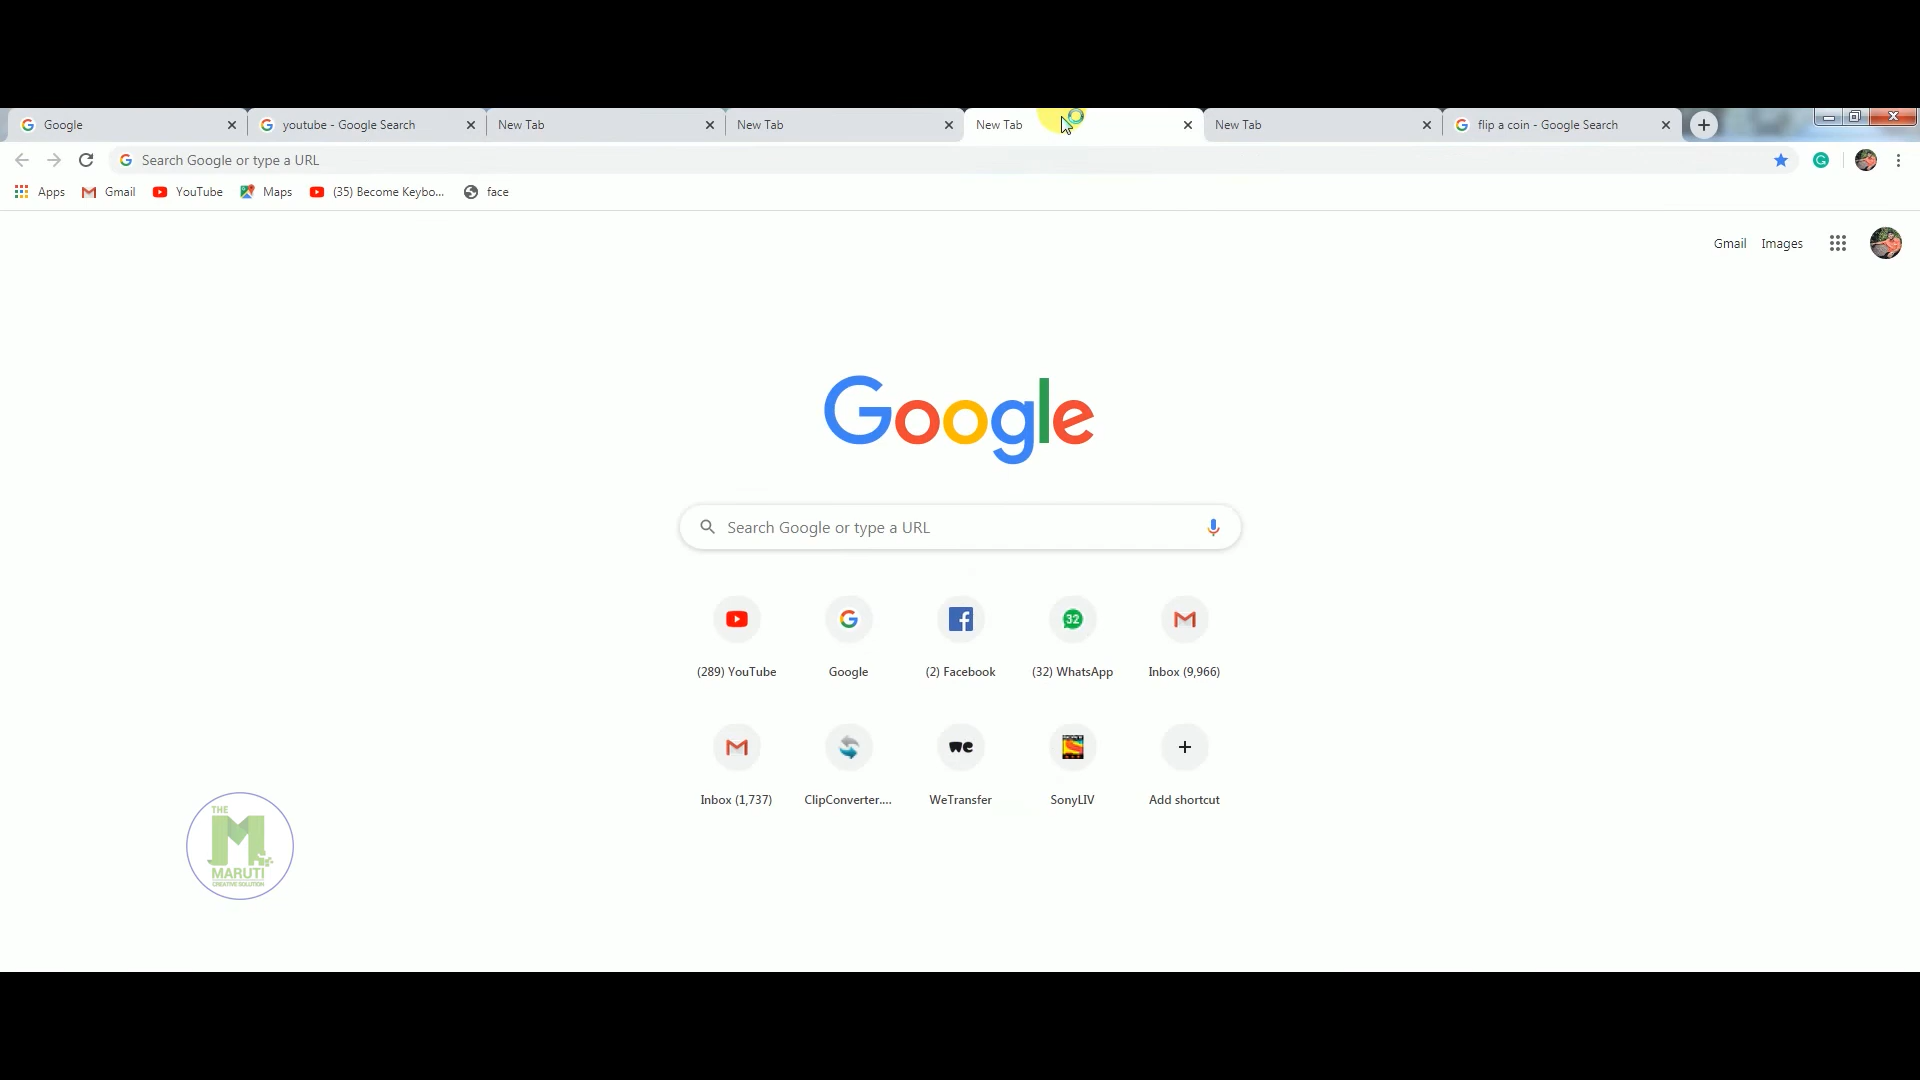 Google
youtube - Google Search
New Tab
New Tab
New Tab
New Tab
flip a coin - Google Search
Search Google or type a URL
Apps
Gmail
YouTube
Maps
(35) Become Keybo...
face
Gmail
Images
Google
Search Google or type a URL
32
(289) YouTube
Google
(2) Facebook
(32) WhatsApp
Inbox (9,966)
we
Inbox (1,737)
ClipConverter....
WeTransfer
SonyLIV
Add shortcut
THE
M
MARUTI
CREATIVE SOLUTION